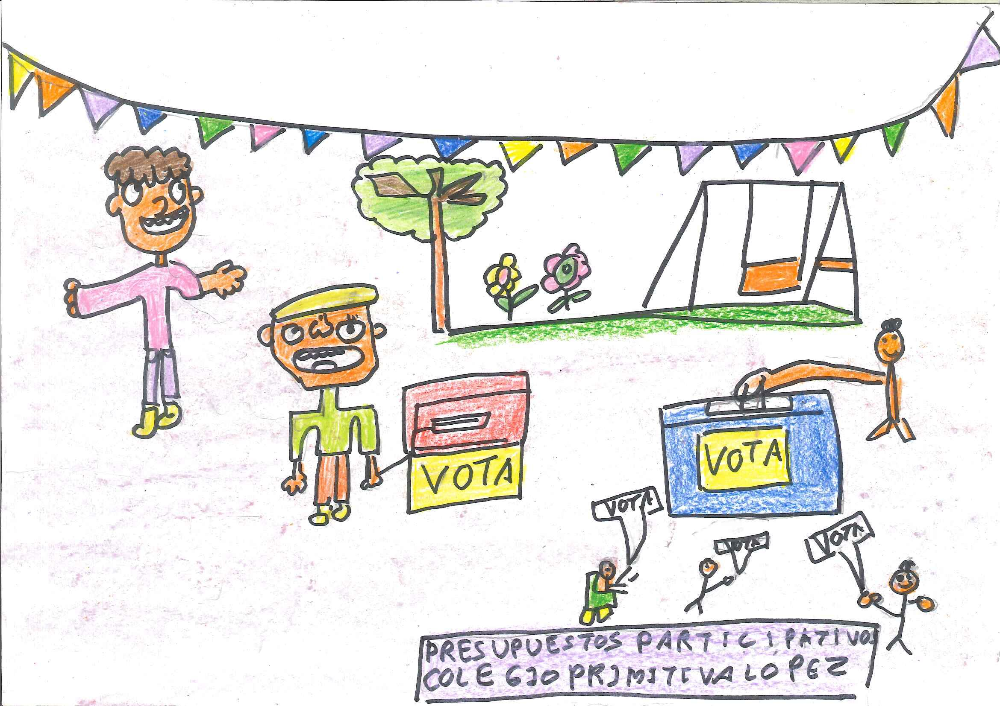 VOTA
VOTA
VOTA
VOTA
VOTA
PRESUPUESTOS PARTICIPATIVOS
COLEGIO PRIMITIVA LOPEZ